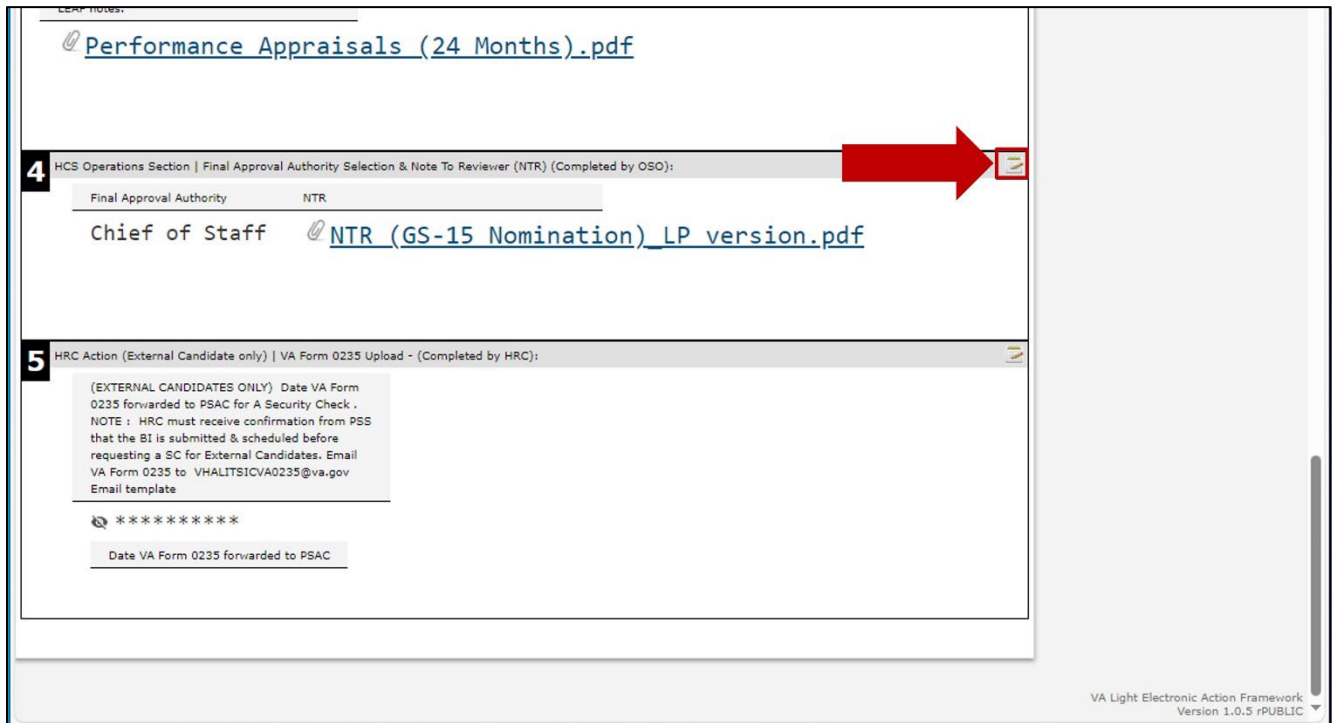 LEAF notes.
Performance Appraisals (24 Months).pdf
4 HCS Operations Section | Final Approval Authority Selection & Note To Reviewer (NTR) (Completed by OSO):
Final Approval Authority NTR
Chief of Staff NTR (GS-15 Nomination)_LP version.pdf
5 HRC Action (External Candidate only) | VA Form 0235 Upload - (Completed by HRC):
(EXTERNAL CANDIDATES ONLY) Date VA Form
0235 forwarded to PSAC for A Security Check .
NOTE : HRC must receive confirmation from PSS
that the BI is submitted & scheduled before
requesting a SC for External Candidates. Email
VA Form 0235 to VHALITSICVA0235@va.gov
Email template
**********
Date VA Form 0235 forwarded to PSAC
VA Light Electronic Action Framework
Version 1.0.5 rPUBLIC